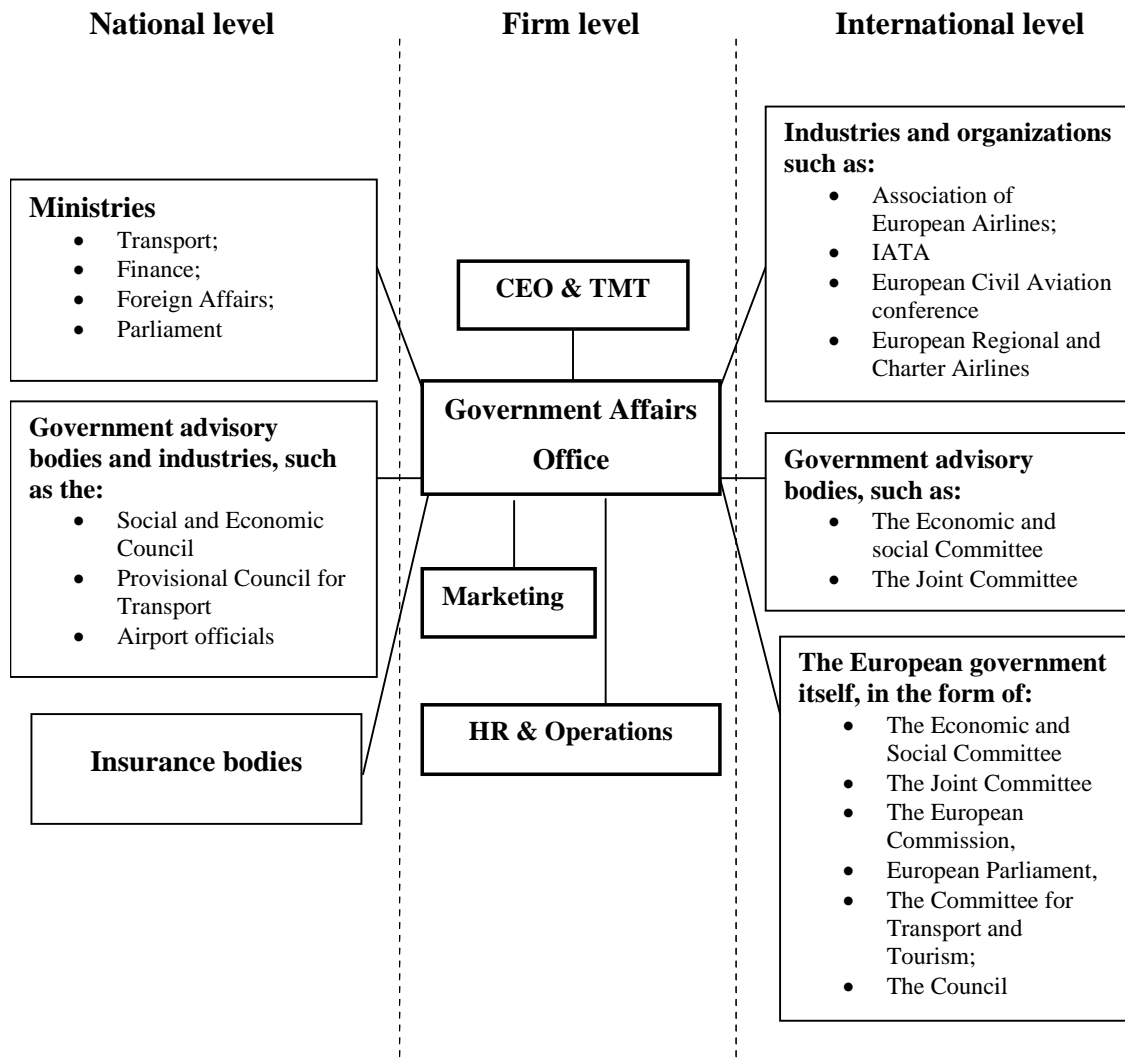 National level
Firm level
International level
Ministries
• Transport;
• Finance;
• Foreign Affairs;
• Parliament
Government advisory
bodies and industries, such
as the:
• Social and Economic
Council
• Provisional Council for
Transport
• Airport officials
Insurance bodies
CEO & TMT
Government Affairs
Office
Marketing
HR & Operations
Industries and organizations
such as:
• Association of
European Airlines;
• IATA
• European Civil Aviation
conference
• European Regional and
Charter Airlines
Government advisory
bodies, such as:
• The Economic and
social Committee
• The Joint Committee
The European government
itself, in the form of:
• The Economic and
Social Committee
• The Joint Committee
• The European
Commission,
• European Parliament,
• The Committee for
Transport and
Tourism;
• The Council